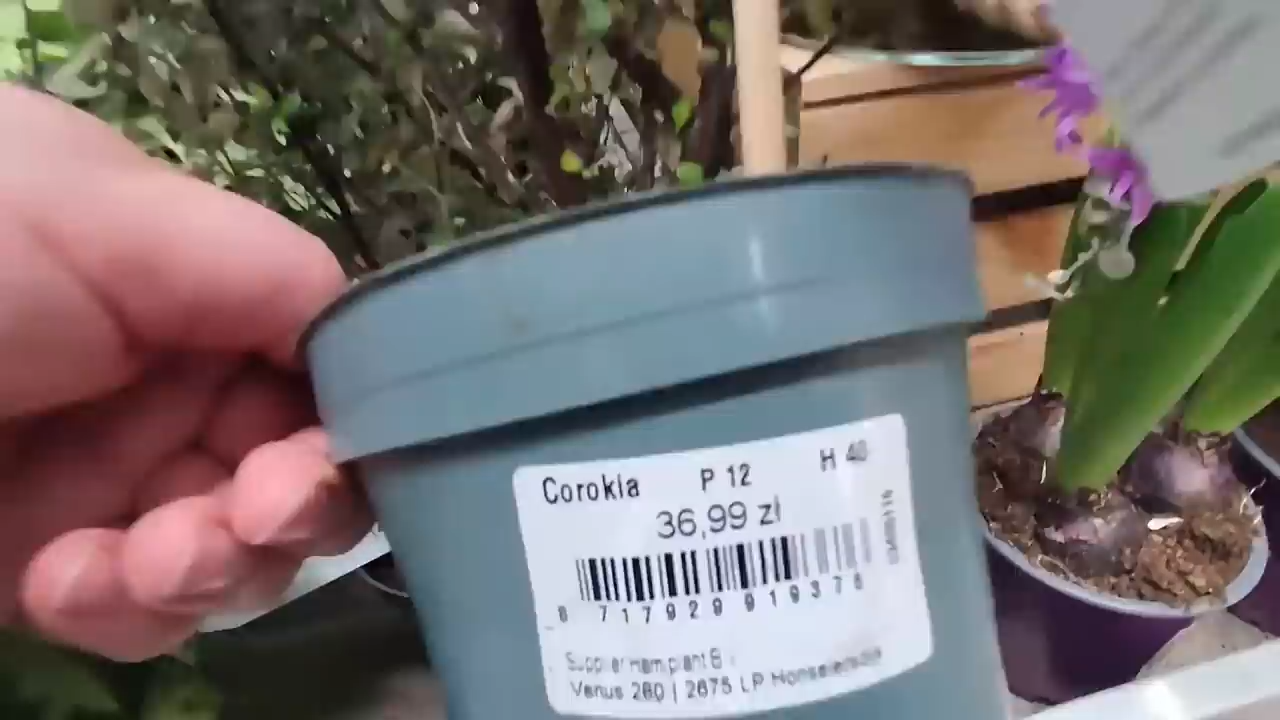 Corokia P 12 H 40
36,99 zł
8 717929 919378
Supplier Hamplant B
Venus 280 | 2675 LP Honselersdijk